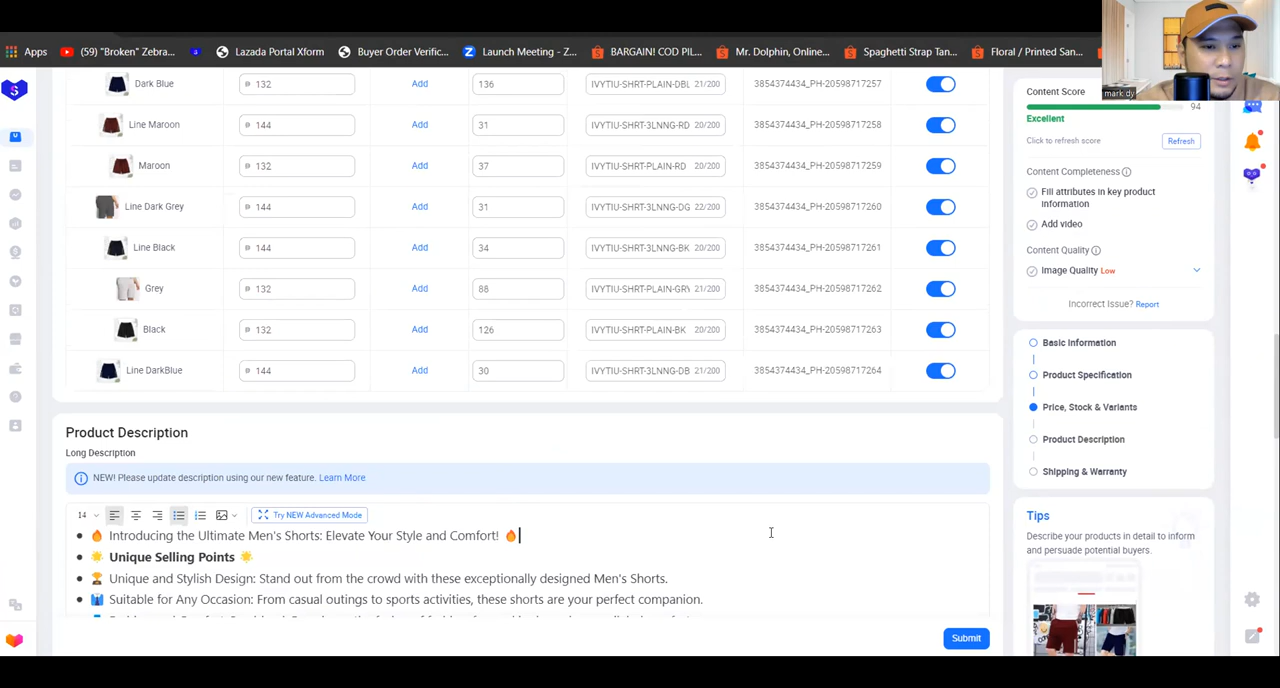 Apps
(59) "Broken" Zebra...
Lazada Portal Xform
Buyer Order Verific...
Launch Meeting - Z...
BARGAIN! COD PIL...
Mr. Dolphin, Online...
Spaghetti Strap Tan...
Floral / Printed San...
mark dy
Dark Blue ₱ 132 Add 136 IVYTIU-SHRT-PLAIN-DBL 21/200 3854374434_PH-20598717257
Line Maroon ₱ 144 Add 31 IVYTIU-SHRT-3LNNG-RD 20/200 3854374434_PH-20598717258
Maroon ₱ 132 Add 37 IVYTIU-SHRT-PLAIN-RD 20/200 3854374434_PH-20598717259
Line Dark Grey ₱ 144 Add 31 IVYTIU-SHRT-3LNNG-DG 22/200 3854374434_PH-20598717260
Line Black ₱ 144 Add 34 IVYTIU-SHRT-3LNNG-BK 20/200 3854374434_PH-20598717261
Grey ₱ 132 Add 88 IVYTIU-SHRT-PLAIN-GRY 21/200 3854374434_PH-20598717262
Black ₱ 132 Add 126 IVYTIU-SHRT-PLAIN-BK 20/200 3854374434_PH-20598717263
Line DarkBlue ₱ 144 Add 30 IVYTIU-SHRT-3LNNG-DB 21/200 3854374434_PH-20598717264
Product Description
Long Description
NEW! Please update description using our new feature. Learn More
14
Try NEW Advanced Mode
• 🔥 Introducing the Ultimate Men's Shorts: Elevate Your Style and Comfort! 🔥
• 🌟 Unique Selling Points 🌟
• 🏆 Unique and Stylish Design: Stand out from the crowd with these exceptionally designed Men's Shorts.
• 👔 Suitable for Any Occasion: From casual outings to sports activities, these shorts are your perfect companion.
Submit
Content Score
94
Excellent
Click to refresh score
Refresh
Content Completeness
Fill attributes in key product
information
Add video
Content Quality
Image Quality Low
Incorrect Issue? Report
Basic Information
Product Specification
Price, Stock & Variants
Product Description
Shipping & Warranty
Tips
Describe your products in detail to inform
and persuade potential buyers.